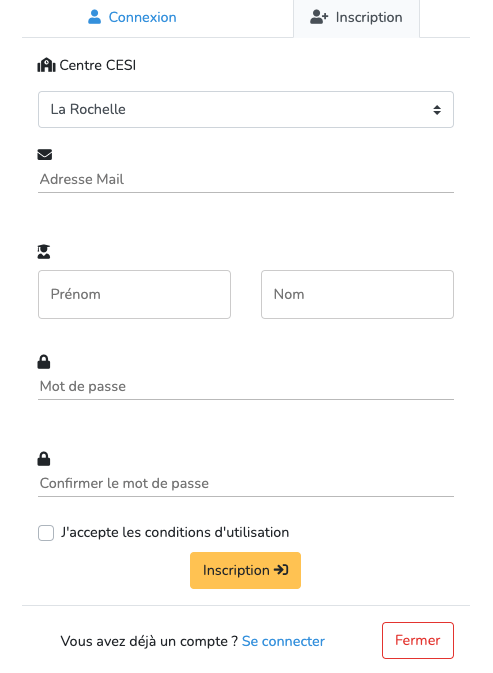 Connexion
Inscription
Centre CESI
La Rochelle
Adresse Mail
Prénom
Nom
Mot de passe
Confirmer le mot de passe
J'accepte les conditions d'utilisation
Inscription
Vous avez déjà un compte ? Se connecter
Fermer